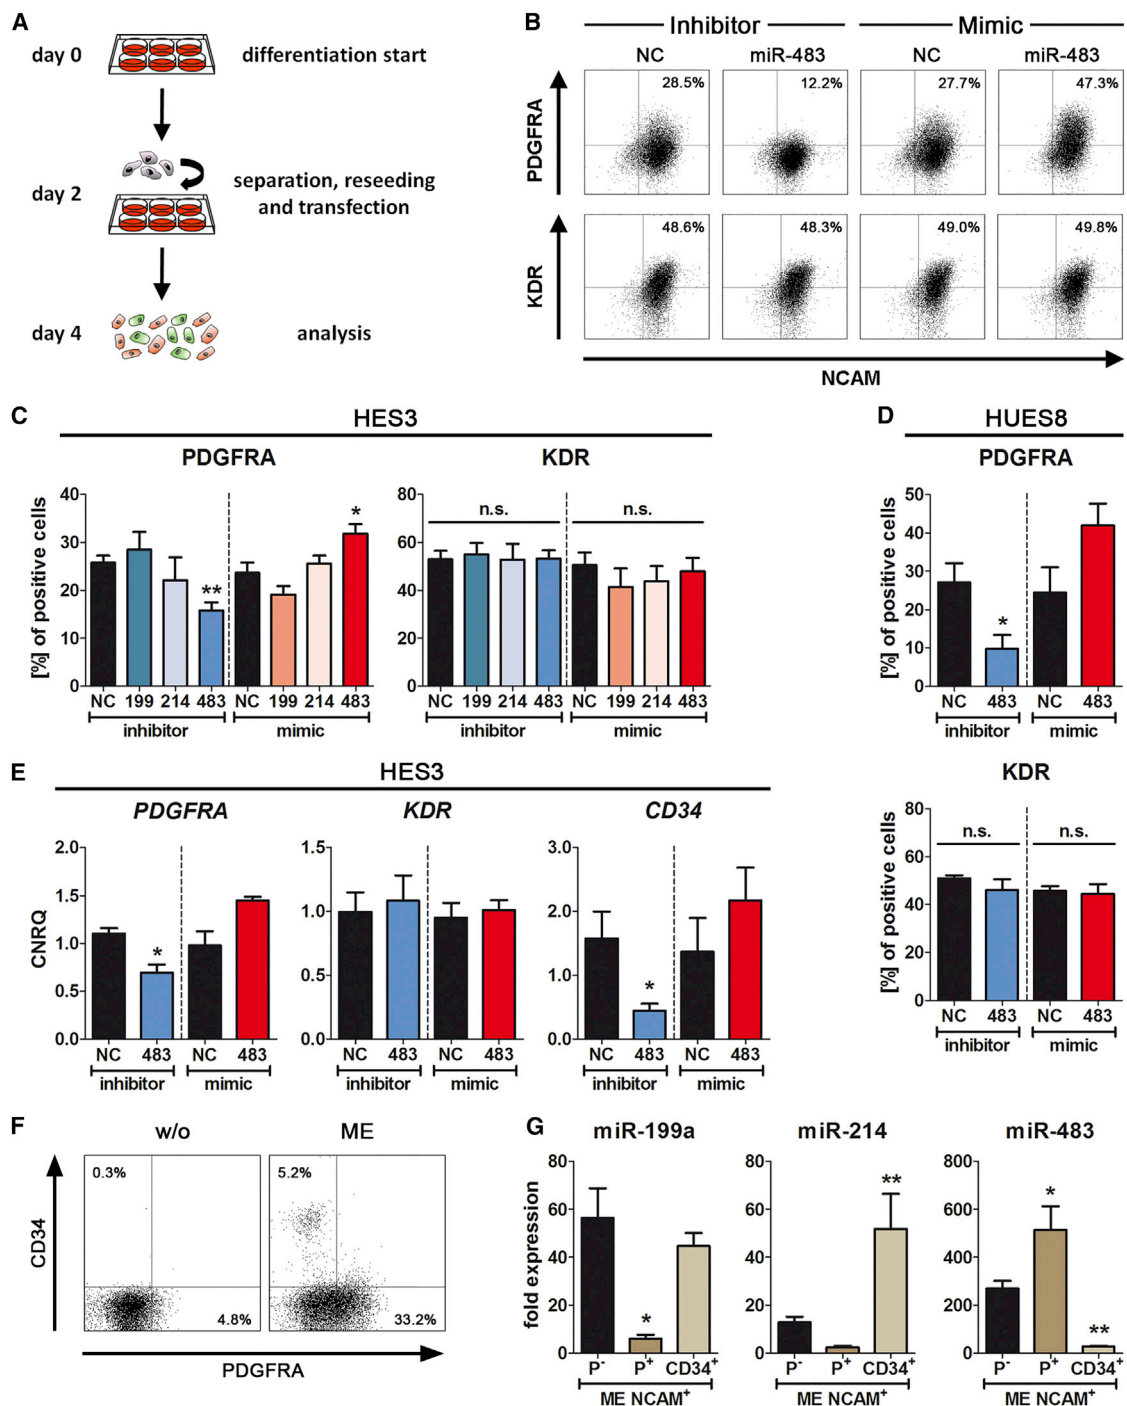 A
day 0
differentiation start
day 2
separation, reseeding
and transfection
day 4
analysis
B
Inhibitor
Mimic
NC
miR-483
NC
miR-483
PDGFRA
28.5%
12.2%
27.7%
47.3%
KDR
48.6%
48.3%
49.0%
49.8%
NCAM
C
HES3
PDGFRA
[%] of positive cells
40
30
20
10
0
**
*
NC 199 214 483 NC 199 214 483
inhibitor
mimic
KDR
80
60
40
20
0
n.s.
n.s.
NC 199 214 483 NC 199 214 483
inhibitor
mimic
D
HUES8
PDGFRA
[%] of positive cells
50
40
30
20
10
0
*
NC 483 NC 483
inhibitor
mimic
KDR
[%] of positive cells
80
60
40
20
0
n.s.
n.s.
NC 483 NC 483
inhibitor
mimic
E
HES3
PDGFRA
CNRQ
2.0
1.5
1.0
0.5
0.0
*
NC 483 NC 483
inhibitor
mimic
KDR
1.5
1.0
0.5
0.0
NC 483 NC 483
inhibitor
mimic
CD34
3.0
2.0
1.0
0.0
*
NC 483 NC 483
inhibitor
mimic
F
w/o
ME
CD34
0.3%
4.8%
5.2%
33.2%
PDGFRA
G
miR-199a
fold expression
80
60
40
20
0
*
P- P+ CD34+
ME NCAM+
miR-214
80
60
40
20
0
**
P- P+ CD34+
ME NCAM+
miR-483
800
600
400
200
0
*
**
P- P+ CD34+
ME NCAM+